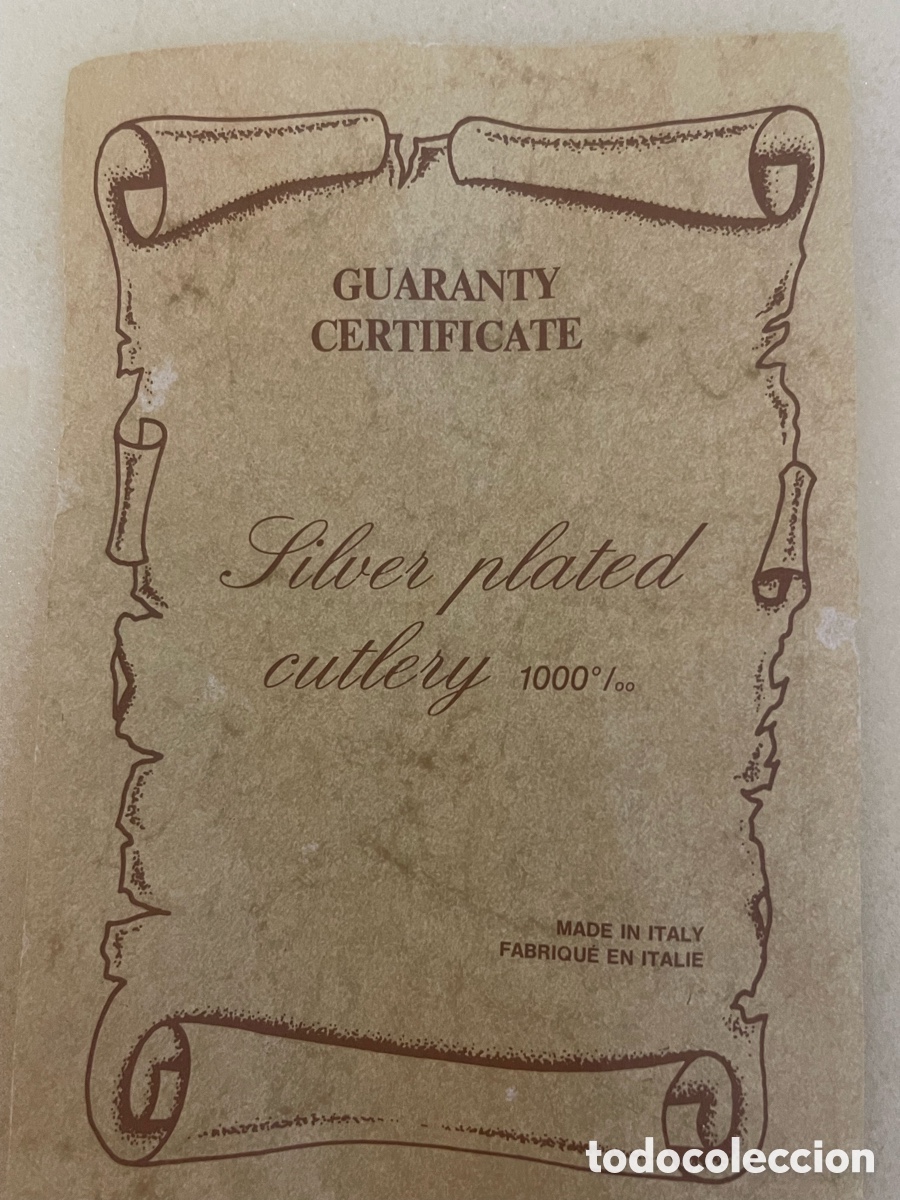 GUARANTY
CERTIFICATE
Silver plated
cutlery 1000°/oo
MADE IN ITALY
FABRIQUÉ EN ITALIE
todocoleccion